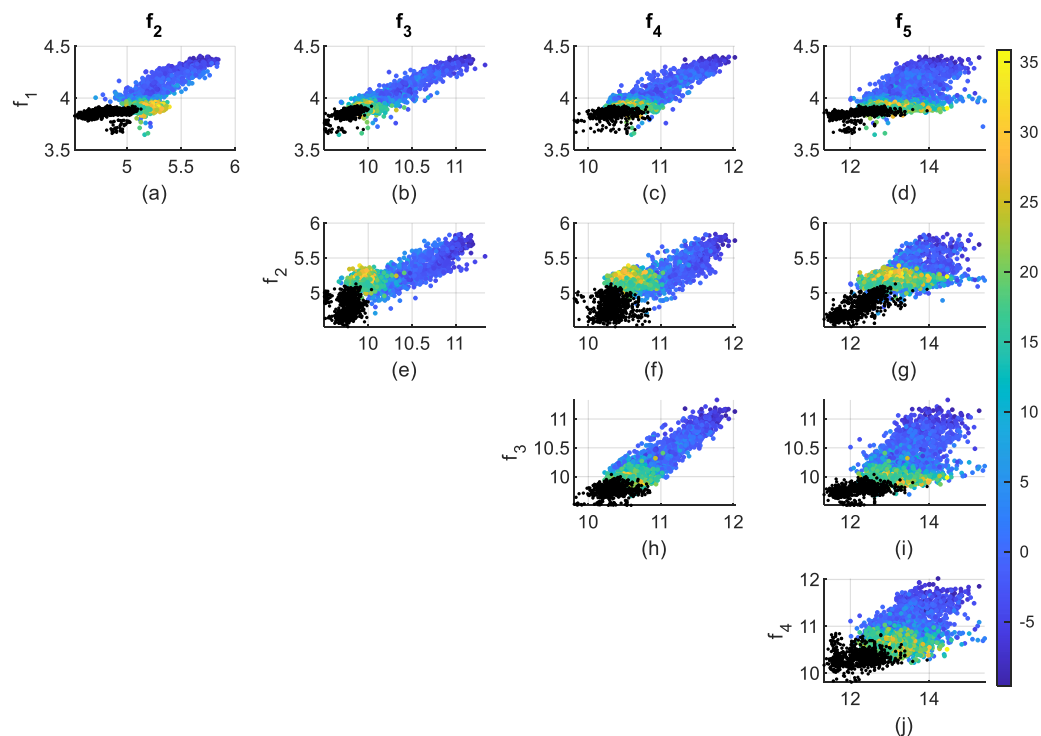 f2 f3 f4 f5
f1 4.5 4 3.5 5 5.5 6 (a)
4.5 4 3.5 10 10.5 11 (b)
4.5 4 3.5 10 11 12 (c)
4.5 4 3.5 12 14 (d)
f2 6 5.5 5 10 10.5 11 (e)
6 5.5 5 10 11 12 (f)
6 5.5 5 12 14 (g)
f3 11 10.5 10 10 11 12 (h)
11 10.5 10 12 14 (i)
f4 12 11 10 12 14 (j)
35
30
25
20
15
10
5
0
-5